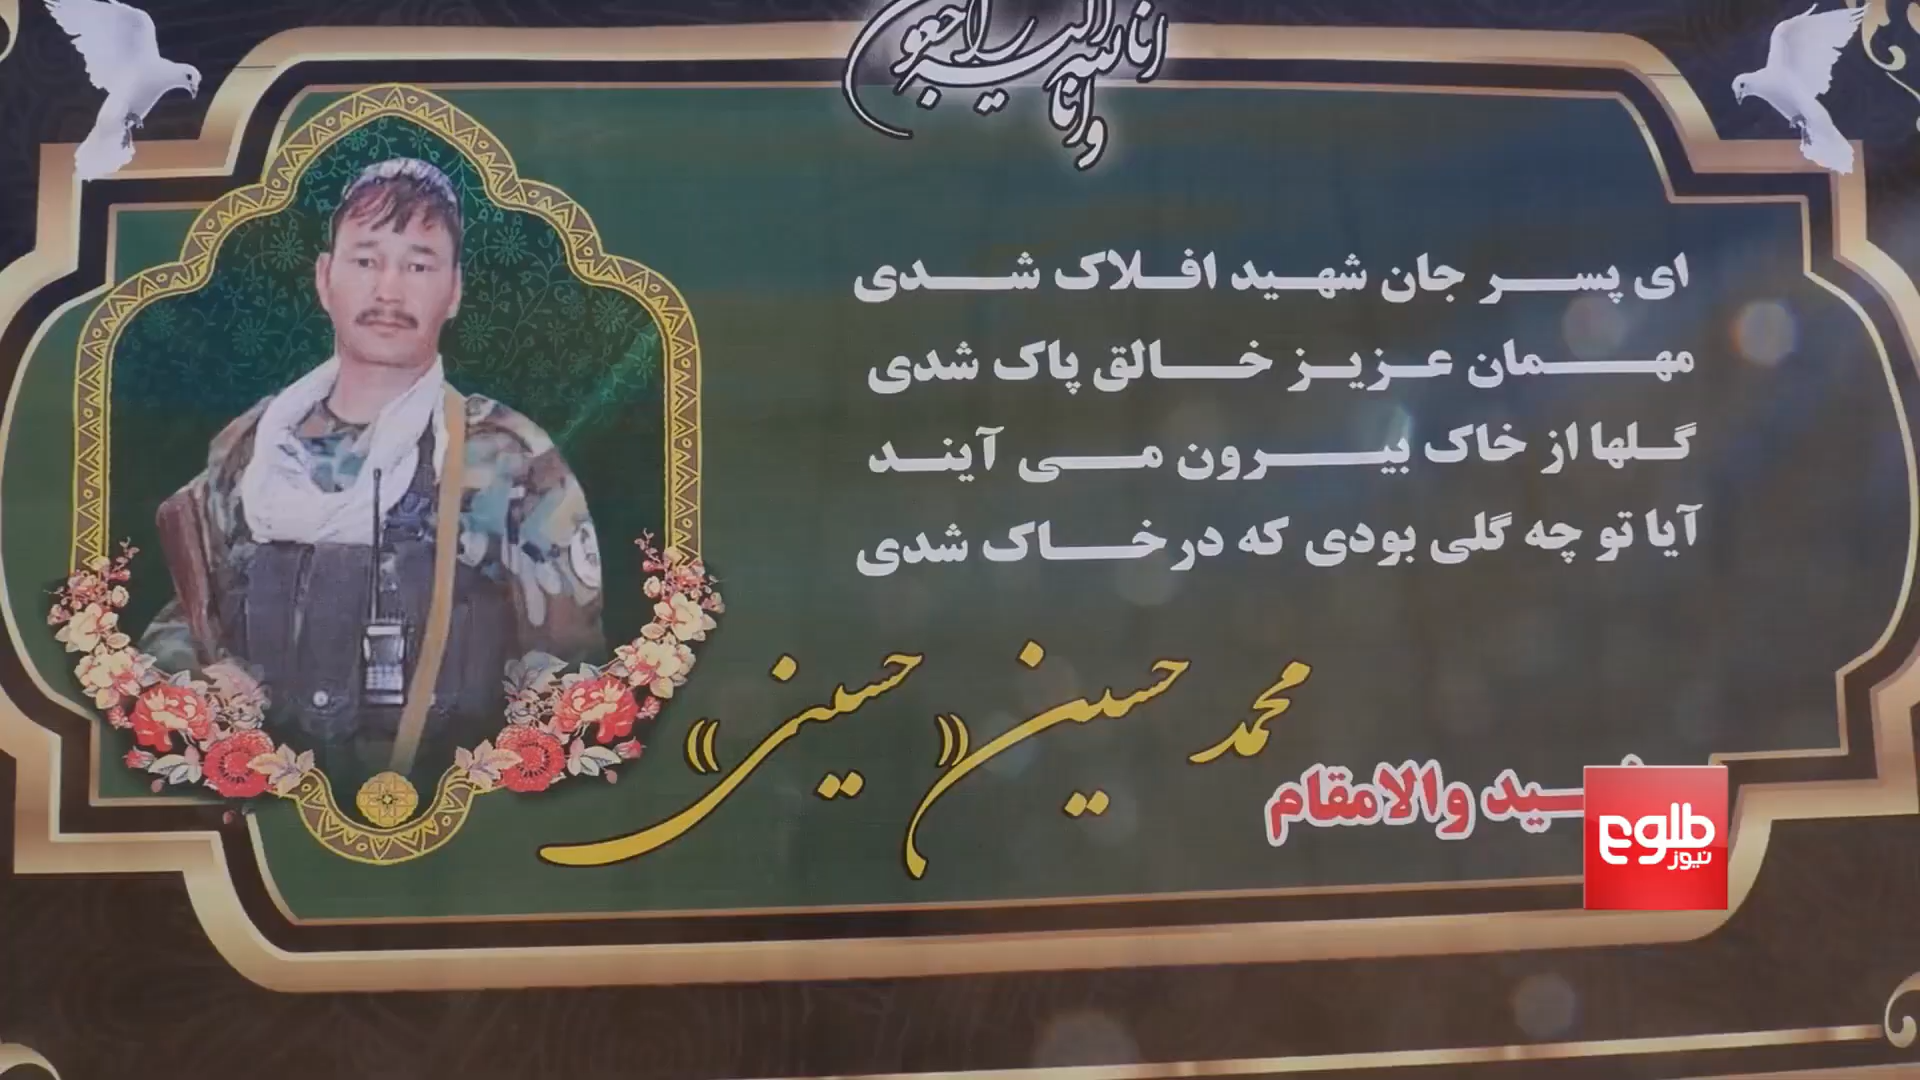 انا لله
و انا الیه راجعون
ای پسر جان شهید افلاک شدی
مهمان عزیز خالق پاک شدی
گلها از خاک بیرون می آیند
آیا تو چه گلی بودی که در خاک شدی
محمد حسین «حسینی»
والامقام
طلوع
نیوز